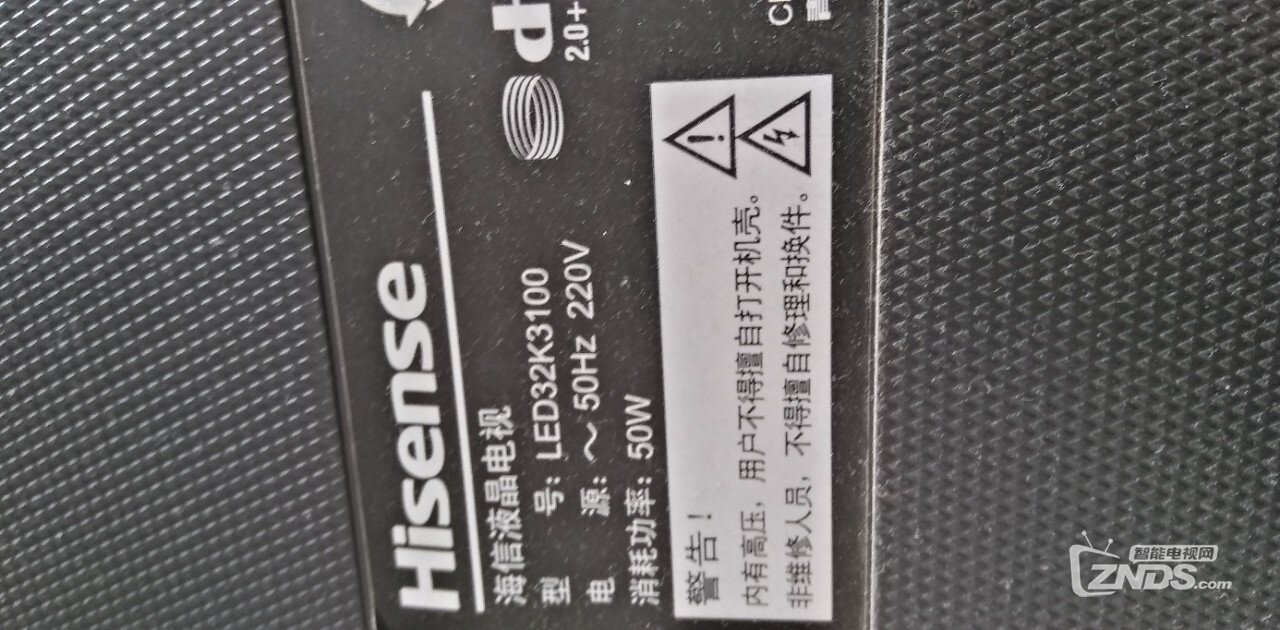 2.0+
Hisense
海信液晶电视
型 号: LED32K3100
电 源: ～ 50Hz 220V
消耗功率: 50W
警告！
内有高压，用户不得擅自打开机壳。
非维修人员，不得擅自修理和换件。
智能电视网
ZNDS.com